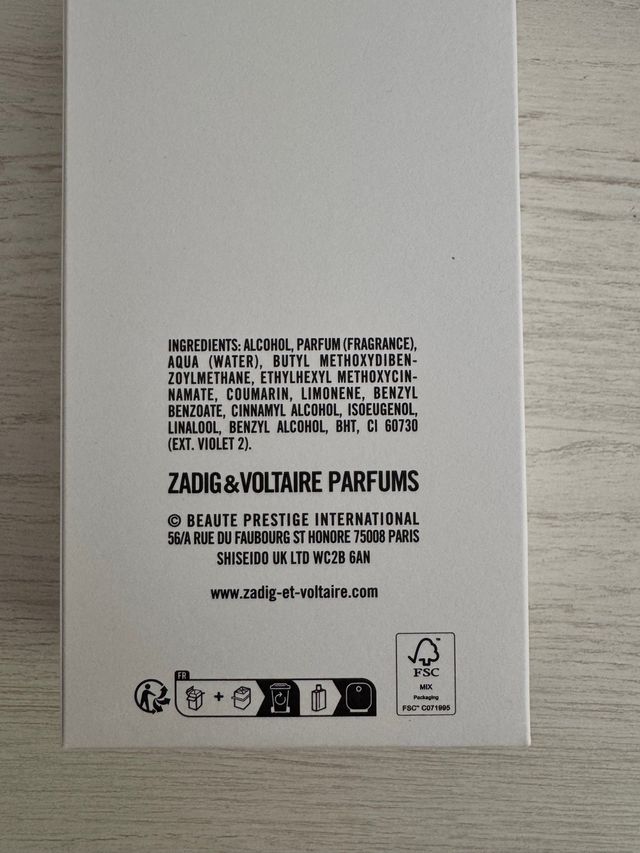 INGREDIENTS: ALCOHOL, PARFUM (FRAGRANCE),
AQUA (WATER), BUTYL METHOXYDIBEN-
ZOYLMETHANE, ETHYLHEXYL METHOXYCIN-
NAMATE, COUMARIN, LIMONENE, BENZYL
BENZOATE, CINNAMYL ALCOHOL, ISOEUGENOL,
LINALOOL, BENZYL ALCOHOL, BHT, CI 60730
(EXT. VIOLET 2).
ZADIG&VOLTAIRE PARFUMS
© BEAUTE PRESTIGE INTERNATIONAL
56/A RUE DU FAUBOURG ST HONORE 75008 PARIS
SHISEIDO UK LTD WC2B 6AN
www.zadig-et-voltaire.com
FR
+
FSC
MIX
Packaging
FSC™ C071995